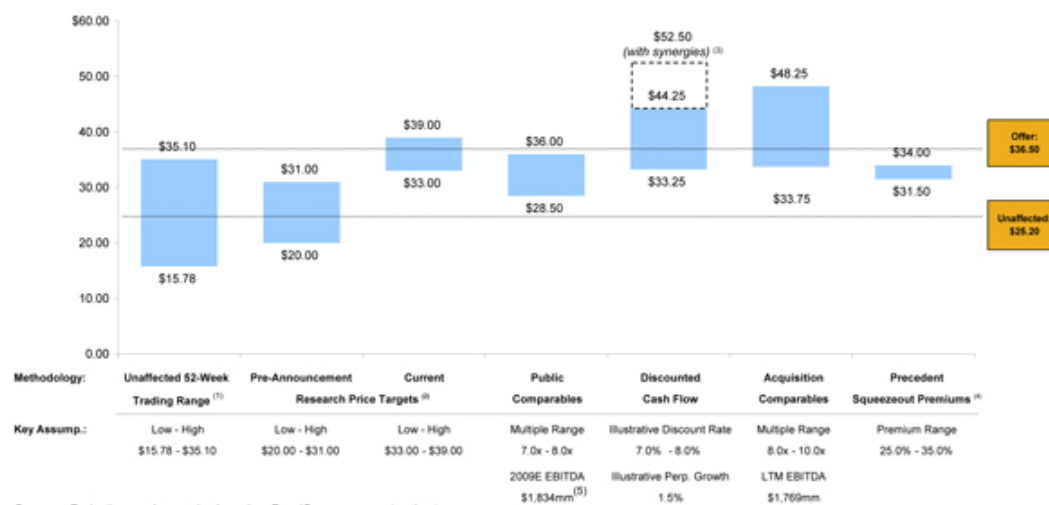 $60.00
50.00
40.00
30.00
20.00
10.00
0.00
$35.10
$15.78
$31.00
$20.00
$39.00
$33.00
$36.00
$28.50
$52.50
(with synergies) (3)
$44.25
$33.25
$48.25
$33.75
$34.00
$31.50
Offer:
$36.50
Unaffected:
$25.20
Methodology: Unaffected 52-Week Pre-Announcement Current Public Discounted Acquisition Precedent
Trading Range (1) Research Price Targets (2) Comparables Cash Flow Comparables Squeezeout Premiums (4)
Key Assump.: Low - High Low - High Low - High Multiple Range Illustrative Discount Rate Multiple Range Premium Range
$15.78 - $35.10 $20.00 - $31.00 $33.00 - $39.00 7.0x - 8.0x 7.0% - 8.0% 8.0x - 10.0x 25.0% - 35.0%
2009E EBITDA Illustrative Perp. Growth LTM EBITDA
$1,834mm(5) 1.5% $1,769mm